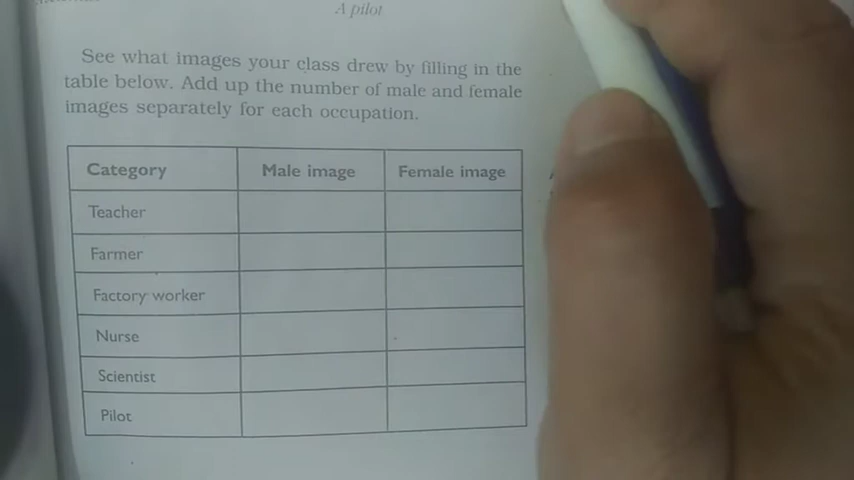 A pilot
See what images your class drew by filling in the
table below. Add up the number of male and female
images separately for each occupation.
Category Male image Female image
Teacher
Farmer
Factory worker
Nurse
Scientist
Pilot